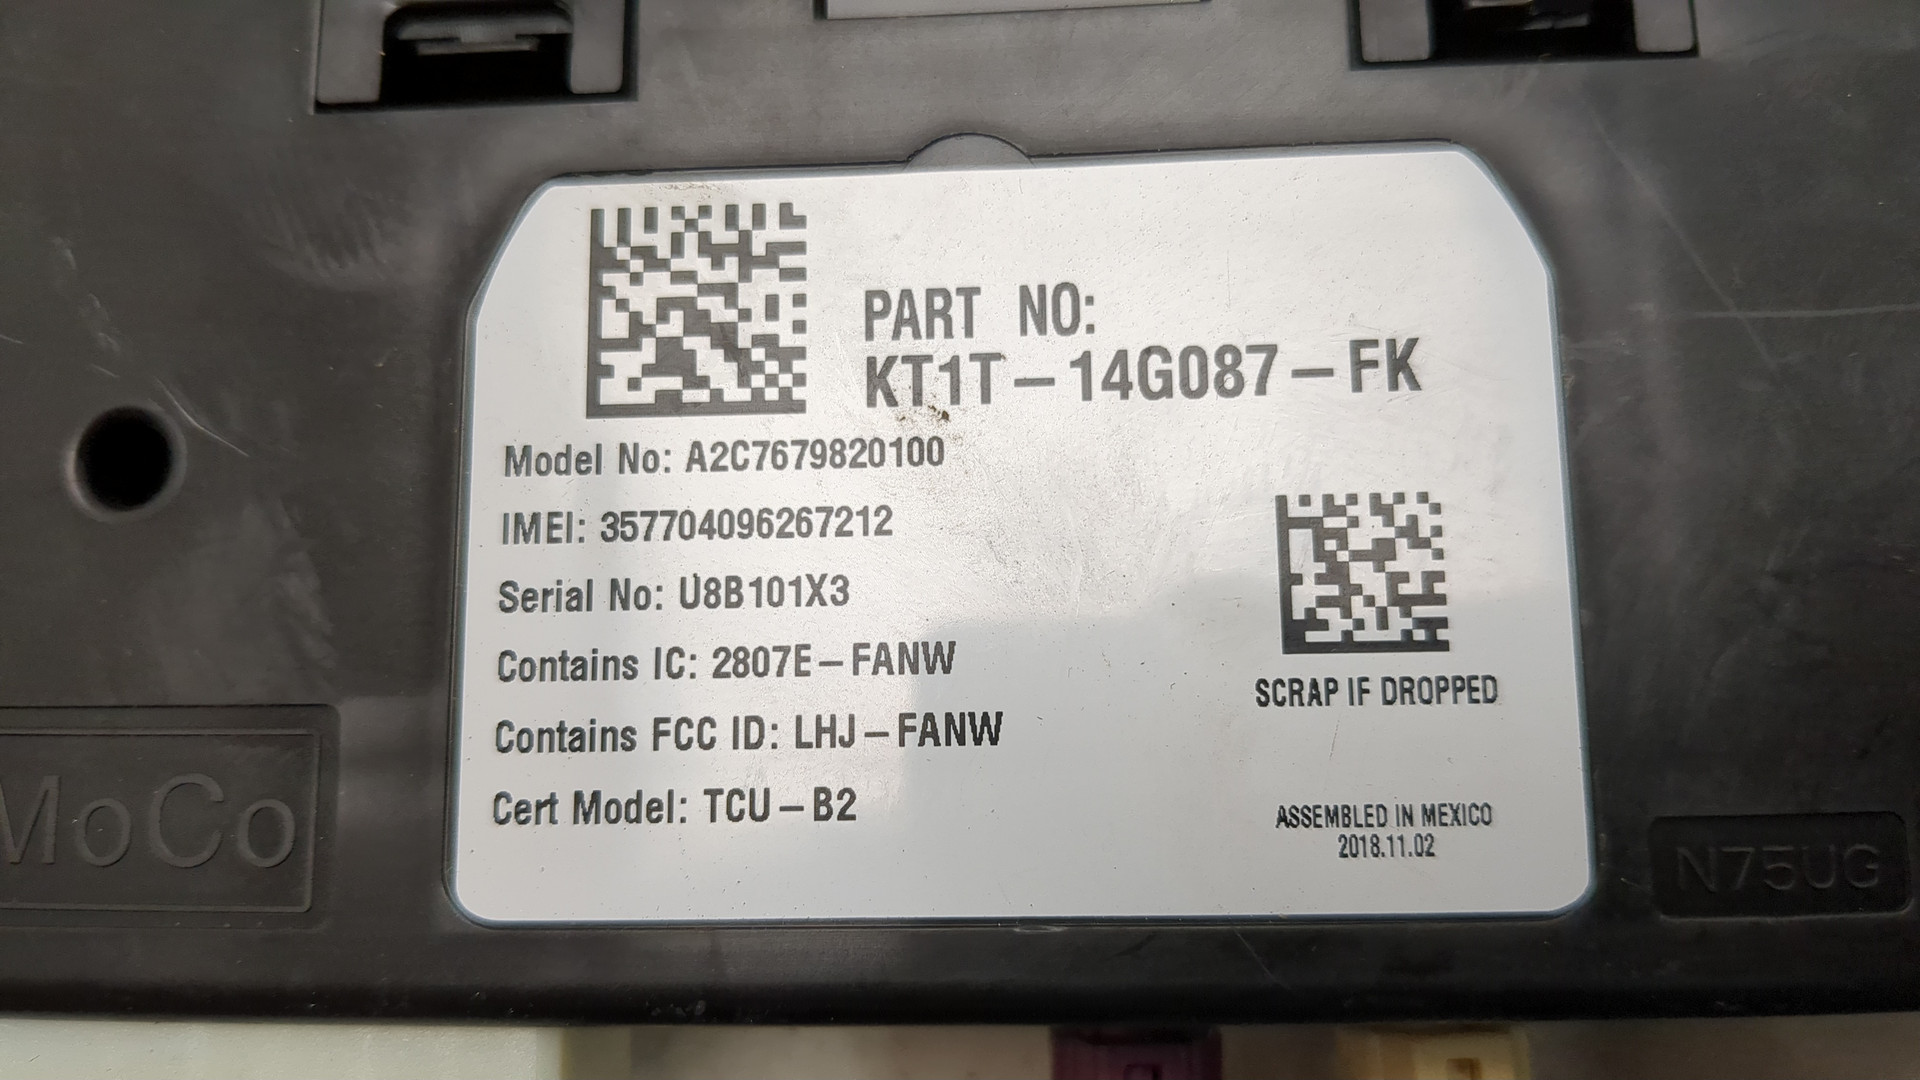 PART NO:
KT1T-14G087-FK
Model No: A2C7679820100
IMEI: 357704096267212
Serial No: U8B101X3
Contains IC: 2807E-FANW
Contains FCC ID: LHJ-FANW
Cert Model: TCU-B2
SCRAP IF DROPPED
ASSEMBLED IN MEXICO
2018.11.02
MoCo
N75UG